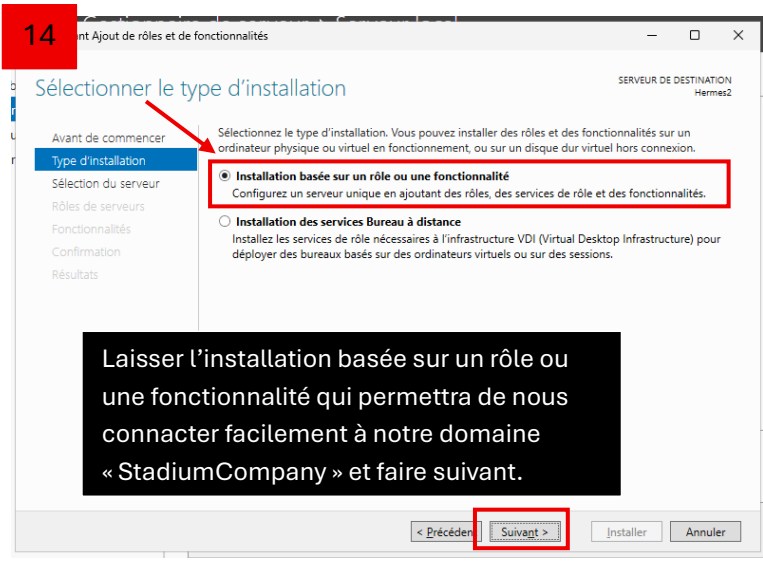 14
Gestionnaire de serveur
Serveur local
nt Ajout de rôles et de fonctionnalités
Sélectionner le type d'installation
SERVEUR DE DESTINATION
Hermes2
Avant de commencer
Type d'installation
Sélection du serveur
Rôles de serveurs
Fonctionnalités
Confirmation
Résultats
Sélectionnez le type d'installation. Vous pouvez installer des rôles et des fonctionnalités sur un
ordinateur physique ou virtuel en fonctionnement, ou sur un disque dur virtuel hors connexion.
Installation basée sur un rôle ou une fonctionnalité
Configurez un serveur unique en ajoutant des rôles, des services de rôle et des fonctionnalités.
Installation des services Bureau à distance
Installez les services de rôle nécessaires à l'infrastructure VDI (Virtual Desktop Infrastructure) pour
déployer des bureaux basés sur des ordinateurs virtuels ou sur des sessions.
Laisser l'installation basée sur un rôle ou
une fonctionnalité qui permettra de nous
connacter facilement à notre domaine
« StadiumCompany » et faire suivant.
< Précéden
Suivant >
Installer
Annuler